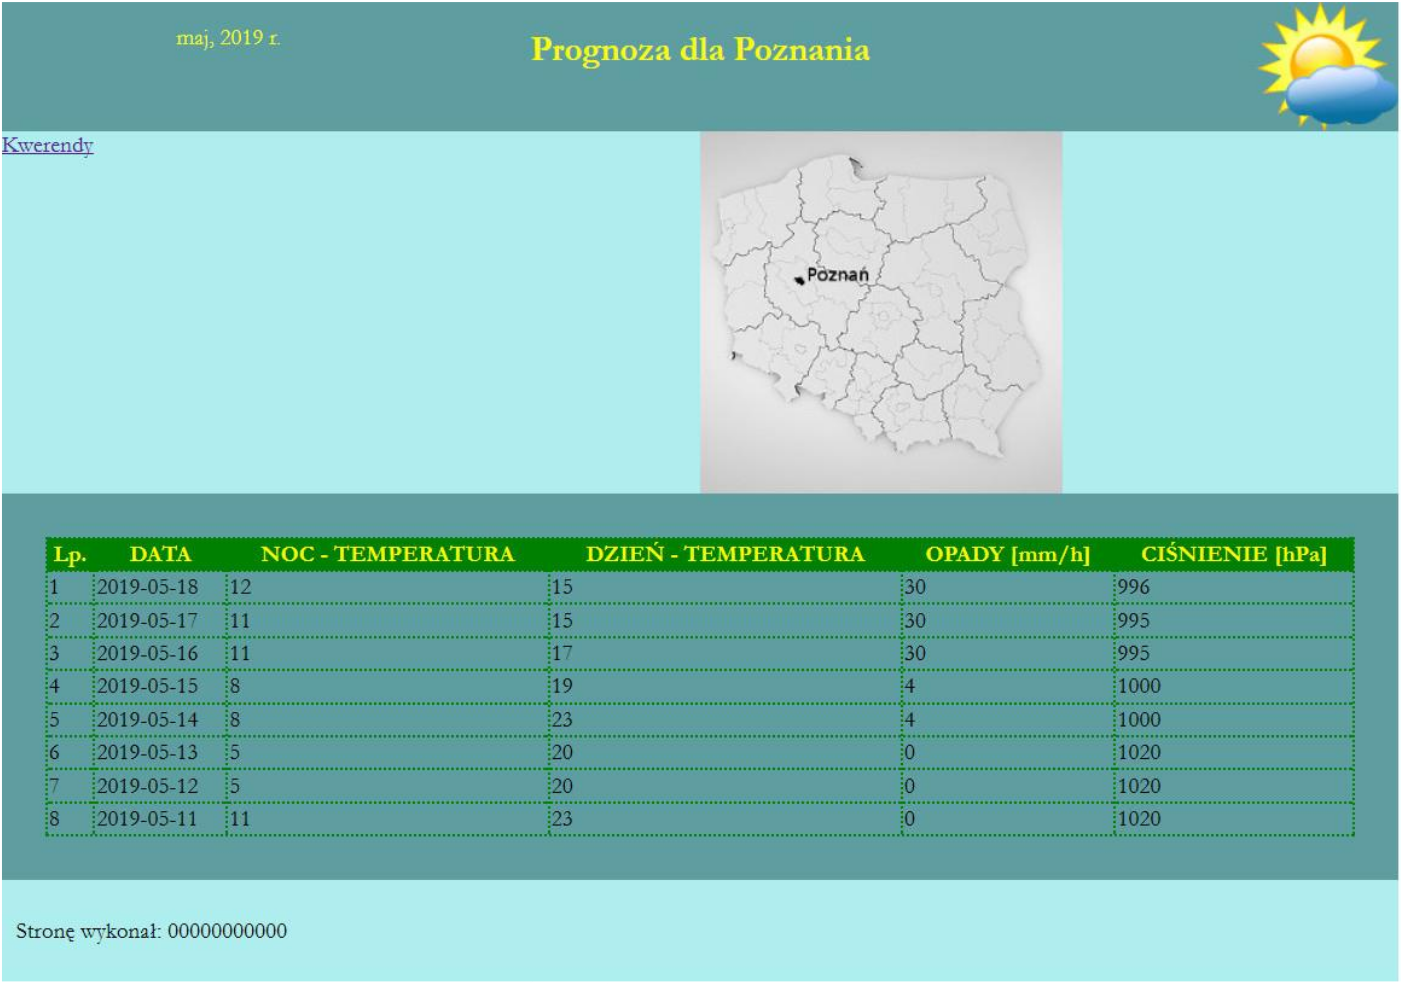 maj, 2019 r.
Prognoza dla Poznania
Kwerendy
Poznań
Lp. DATA NOC - TEMPERATURA DZIEŃ - TEMPERATURA OPADY [mm/h] CIŚNIENIE [hPa]
1 2019-05-18 12 15 30 996
2 2019-05-17 11 15 30 995
3 2019-05-16 11 17 30 995
4 2019-05-15 8 19 4 1000
5 2019-05-14 8 23 4 1000
6 2019-05-13 5 20 0 1020
7 2019-05-12 5 20 0 1020
8 2019-05-11 11 23 0 1020
Stronę wykonał: 00000000000